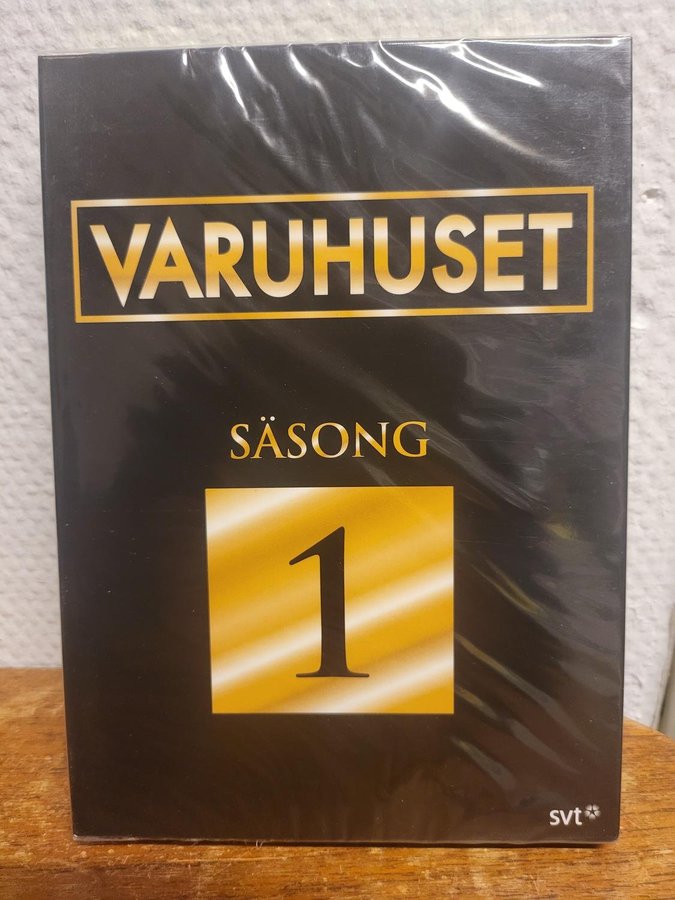 VARUHUSET
SÄSONG
1
svt